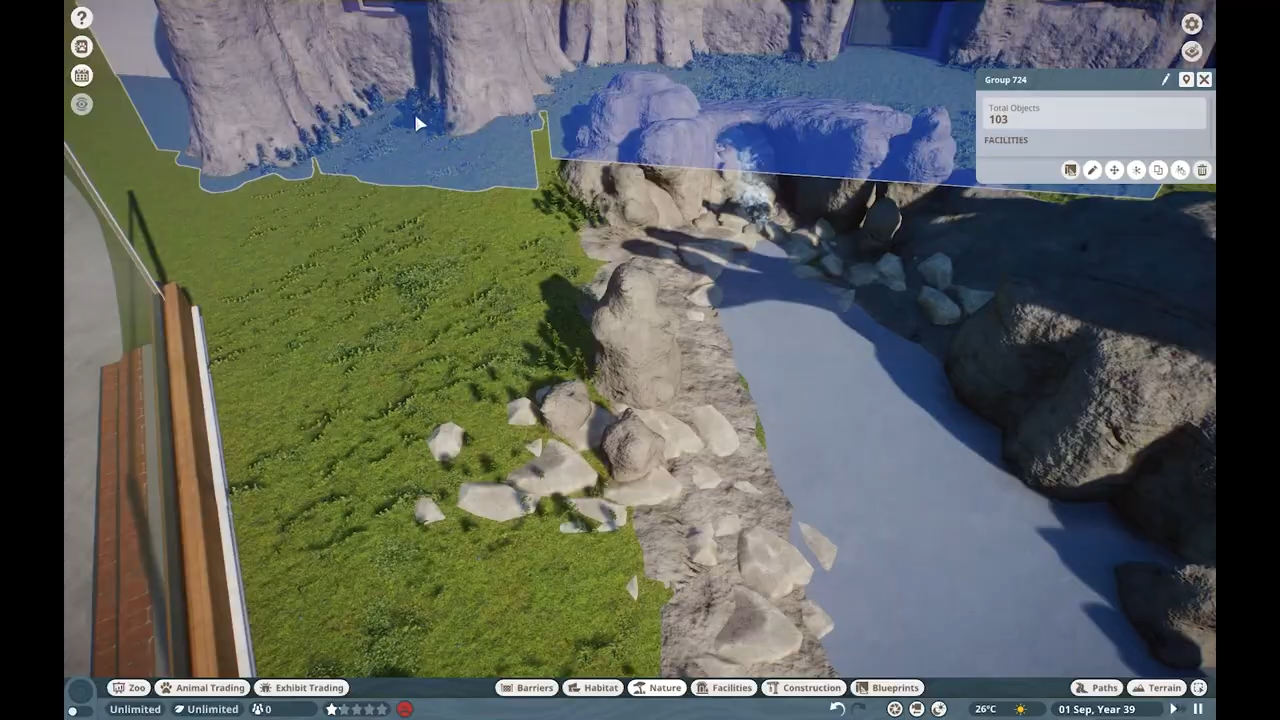 ?
Group 724
Total Objects
103
FACILITIES
Zoo
Animal Trading
Exhibit Trading
Barriers
Habitat
Nature
Facilities
Construction
Blueprints
Paths
Terrain
Unlimited
Unlimited
0
26°C
01 Sep, Year 39